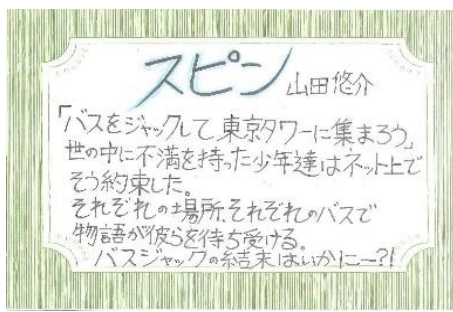 スピン 山田悠介
「バスをジャックして東京タワーに集まろう」
世の中に不満を持った少年達はネット上で
そう約束した。
それぞれの場所、それぞれのバスで
物語が彼らを待ち受ける。
バスジャックの結末はいかにー?!